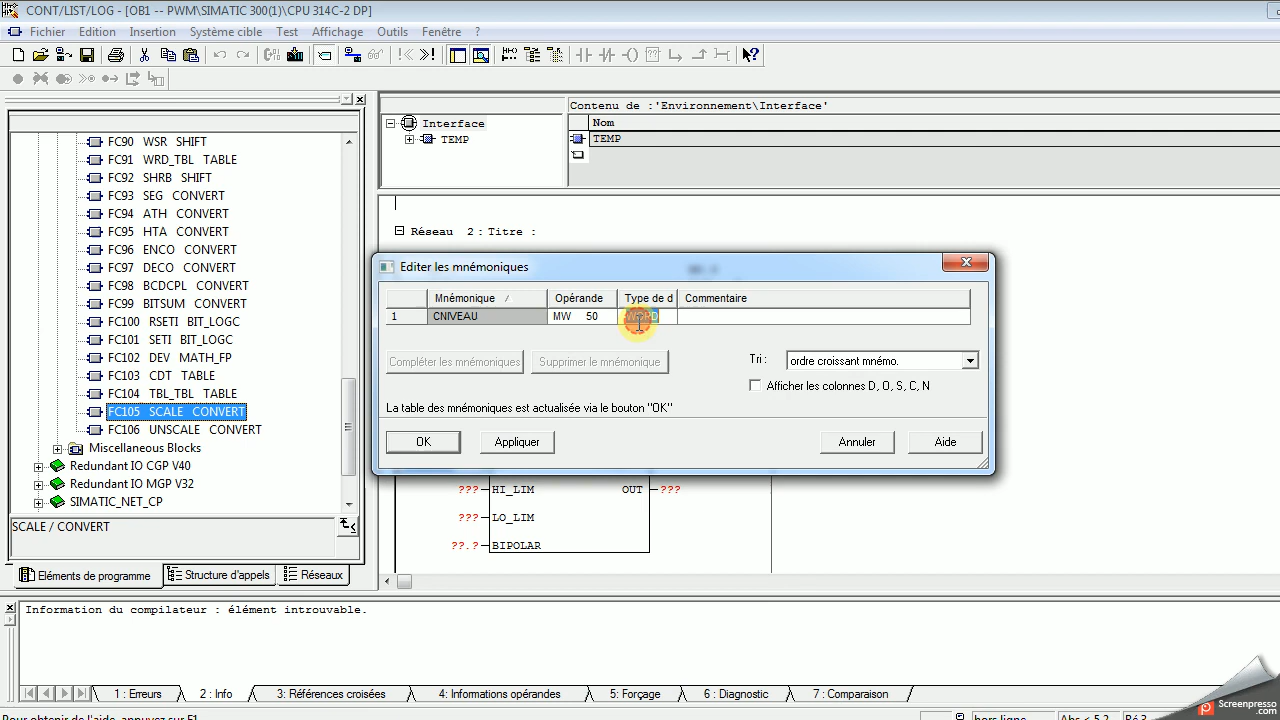 CONT/LIST/LOG - [OB1 -- PWM\SIMATIC 300(1)\CPU 314C-2 DP]
Fichier Edition Insertion Système cible Test Affichage Outils Fenêtre ?
Contenu de :'Environnement\Interface'
Interface
TEMP
Nom
TEMP
FC90 WSR SHIFT
FC91 WRD_TBL TABLE
FC92 SHRB SHIFT
FC93 SEG CONVERT
FC94 ATH CONVERT
FC95 HTA CONVERT
FC96 ENCO CONVERT
FC97 DECO CONVERT
FC98 BCDCPL CONVERT
FC99 BITSUM CONVERT
FC100 RSETI BIT_LOGC
FC101 SETI BIT_LOGC
FC102 DEV MATH_FP
FC103 CDT TABLE
FC104 TBL_TBL TABLE
FC105 SCALE CONVERT
FC106 UNSCALE CONVERT
Miscellaneous Blocks
Redundant IO CGP V40
Redundant IO MGP V32
SIMATIC_NET_CP
SCALE / CONVERT
Eléments de programme Structure d'appels Réseaux
Réseau 2 : Titre :
Editer les mnémoniques
Mnémonique Opérande Type de d Commentaire
1 CNIVEAU MW 50 WORD
Compléter les mnémoniques Supprimer le mnémonique
Tri : ordre croissant mnémo.
Afficher les colonnes D, O, S, C, N
La table des mnémoniques est actualisée via le bouton "OK"
OK Appliquer Annuler Aide
??? HI_LIM OUT ???
??? LO_LIM
??.? BIPOLAR
Information du compilateur : élément introuvable.
1 : Erreurs 2 : Info 3 : Références croisées 4 : Informations opérandes 5 : Forçage 6 : Diagnostic 7 : Comparaison
Pour obtenir de l'aide, appuyez sur F1. hors ligne Abs < 5.2
Screenpresso
.com